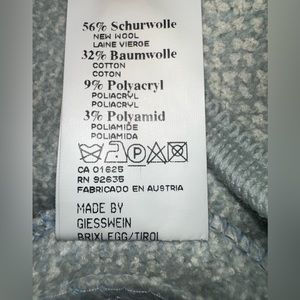 56% Schurwolle
NEW WOOL
LAINE VIERGE
32% Baumwolle
COTTON
COTON
9% Polyacryl
POLIACRYL
POLIACRYL
3% Polyamid
POLIAMIDE
POLIAMIDA
P
CA 01625
RN 92635
FABRICADO EN AUSTRIA
MADE BY
GIESSWEIN
BRIXLEGG/TIROL